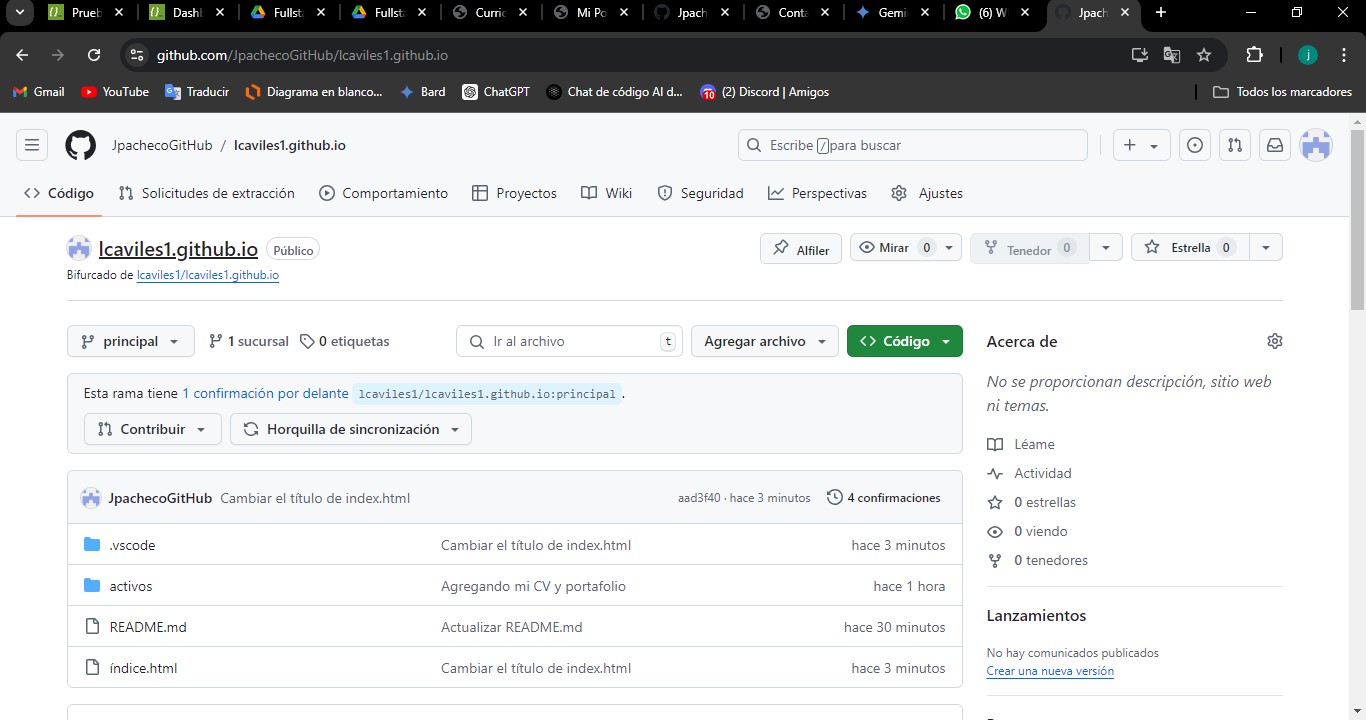 Prueb
Dashb
Fullsta
Fullsta
Curric
Mi Po
Jpach
Conta
Gemi
(6) W
Jpach
github.com/JpachecoGitHub/lcaviles1.github.io
j
Gmail
YouTube
Traducir
Diagrama en blanco...
Bard
ChatGPT
Chat de código AI d...
10
(2) Discord | Amigos
Todos los marcadores
JpachecoGitHub / lcaviles1.github.io
Escribe / para buscar
Código
Solicitudes de extracción
Comportamiento
Proyectos
Wiki
Seguridad
Perspectivas
Ajustes
lcaviles1.github.io
Público
Alfiler
Mirar 0
Tenedor 0
Estrella 0
Bifurcado de lcaviles1/lcaviles1.github.io
principal
1 sucursal
0 etiquetas
Ir al archivo
t
Agregar archivo
Código
Esta rama tiene 1 confirmación por delante lcaviles1/lcaviles1.github.io:principal .
Contribuir
Horquilla de sincronización
JpachecoGitHub Cambiar el título de index.html
aad3f40 · hace 3 minutos
4 confirmaciones
.vscode
Cambiar el título de index.html
hace 3 minutos
activos
Agregando mi CV y portafolio
hace 1 hora
README.md
Actualizar README.md
hace 30 minutos
índice.html
Cambiar el título de index.html
hace 3 minutos
Acerca de
No se proporcionan descripción, sitio web
ni temas.
Léame
Actividad
0 estrellas
0 viendo
0 tenedores
Lanzamientos
No hay comunicados publicados
Crear una nueva versión